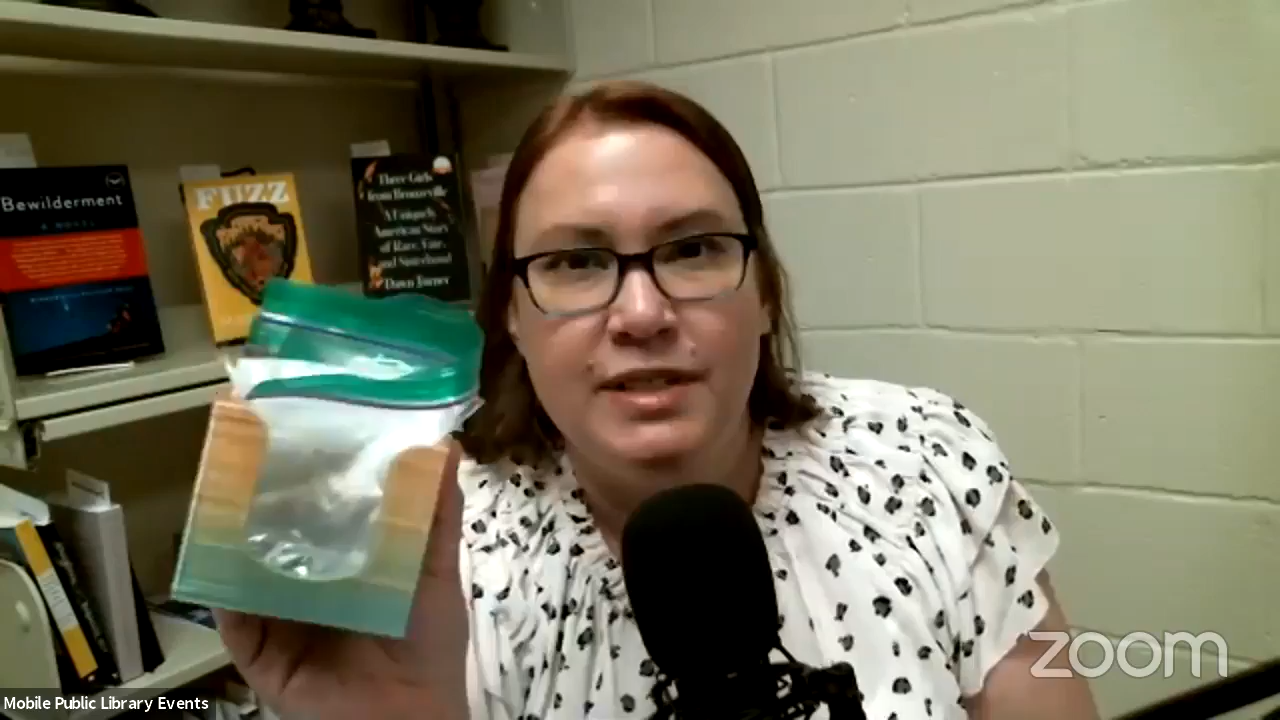 Bewilderment
A NOVEL
FUZZ
Three Girls
from Bronzeville
A Uniquely
American Story
of Race, Fate,
and Sisterhood
Dawn Turner
zoom
Mobile Public Library Events